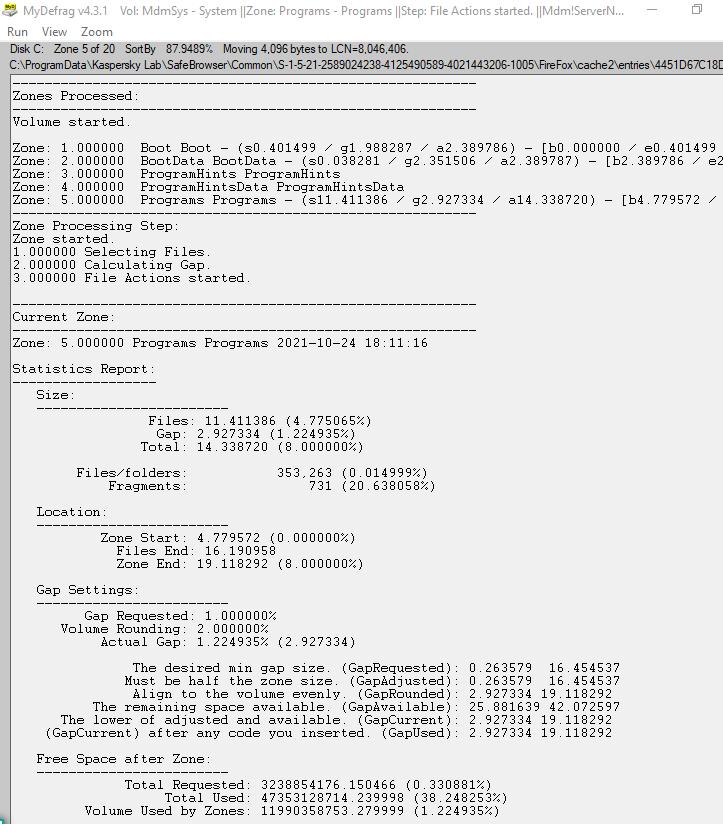 MyDefrag v4.3.1 Vol: MdmSys - System ||Zone: Programs - Programs ||Step: File Actions started. ||Mdm!ServerN...
Run View Zoom
Disk C: Zone 5 of 20 SortBy 87.9489% Moving 4,096 bytes to LCN=8,046,406.
C:\ProgramData\Kaspersky Lab\SafeBrowser\Common\S-1-5-21-2589024238-4125490589-4021443206-1005\FireFox\cache2\entries\4451D67C18D
Zones Processed:
Volume started.
Zone: 1.000000 Boot Boot - (s0.401499 / g1.988287 / a2.389786) - [b0.000000 / e0.401499
Zone: 2.000000 BootData BootData - (s0.038281 / g2.351506 / a2.389787) - [b2.389786 / e2
Zone: 3.000000 ProgramHints ProgramHints
Zone: 4.000000 ProgramHintsData ProgramHintsData
Zone: 5.000000 Programs Programs - (s11.411386 / g2.927334 / a14.338720) - [b4.779572 /
Zone Processing Step:
Zone started.
1.000000 Selecting Files.
2.000000 Calculating Gap.
3.000000 File Actions started.
Current Zone:
Zone: 5.000000 Programs Programs 2021-10-24 18:11:16
Statistics Report:
Size:
Files: 11.411386 (4.775065%)
Gap: 2.927334 (1.224935%)
Total: 14.338720 (8.000000%)
Files/folders: 353,263 (0.014999%)
Fragments: 731 (20.638058%)
Location:
Zone Start: 4.779572 (0.000000%)
Files End: 16.190958
Zone End: 19.118292 (8.000000%)
Gap Settings:
Gap Requested: 1.000000%
Volume Rounding: 2.000000%
Actual Gap: 1.224935% (2.927334)
The desired min gap size. (GapRequested): 0.263579 16.454537
Must be half the zone size. (GapAdjusted): 0.263579 16.454537
Align to the volume evenly. (GapRounded): 2.927334 19.118292
The remaining space available. (GapAvailable): 25.881639 42.072597
The lower of adjusted and available. (GapCurrent): 2.927334 19.118292
(GapCurrent) after any code you inserted. (GapUsed): 2.927334 19.118292
Free Space after Zone:
Total Requested: 3238854176.150466 (0.330881%)
Total Used: 47353128714.239998 (38.248253%)
Volume Used by Zones: 11990358753.279999 (1.224935%)